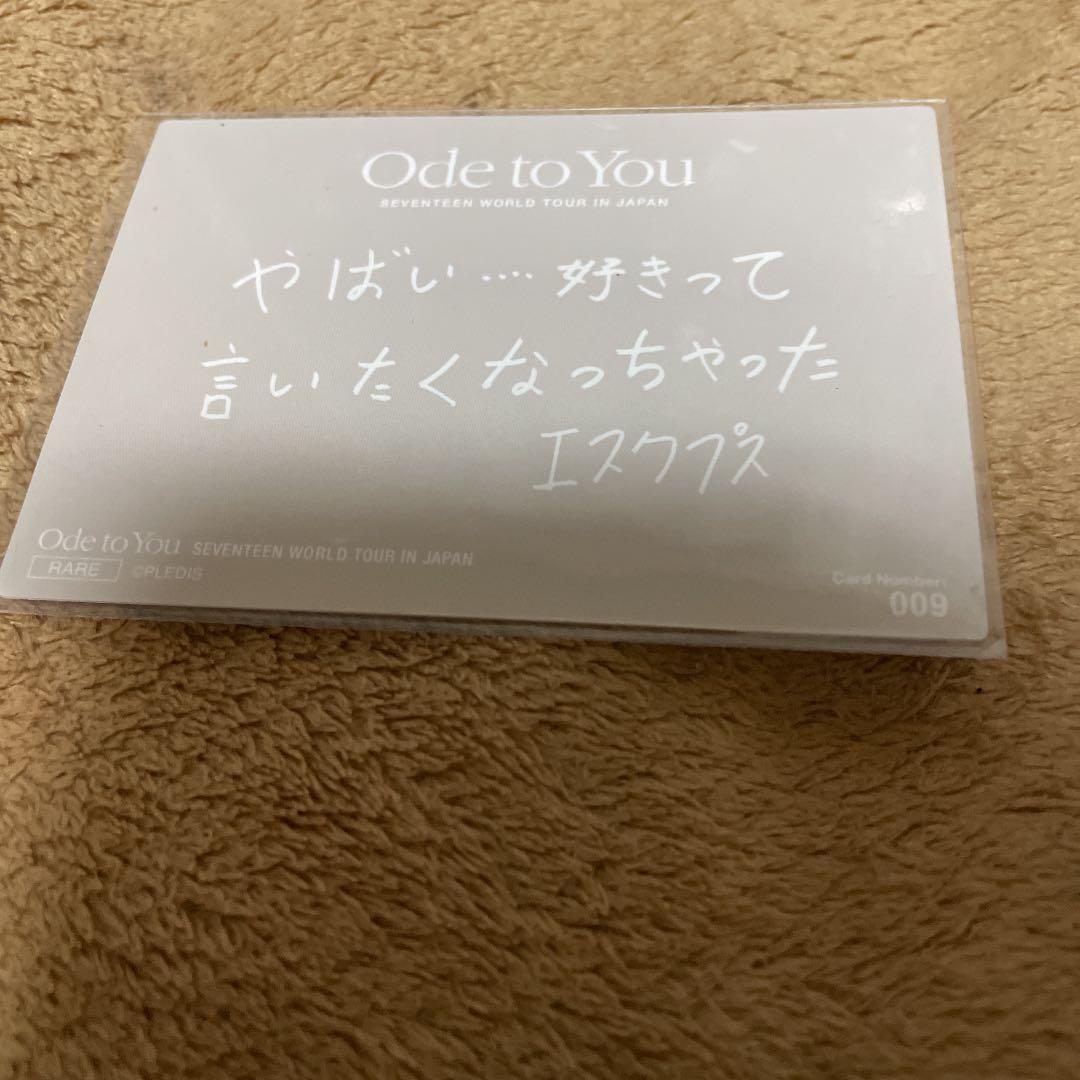 Ode to You
SEVENTEEN WORLD TOUR IN JAPAN
やばい‥‥好きって
言いたくなっちゃった
エスクプス
Ode to You SEVENTEEN WORLD TOUR IN JAPAN
RARE ©PLEDIS
Card Number:
009